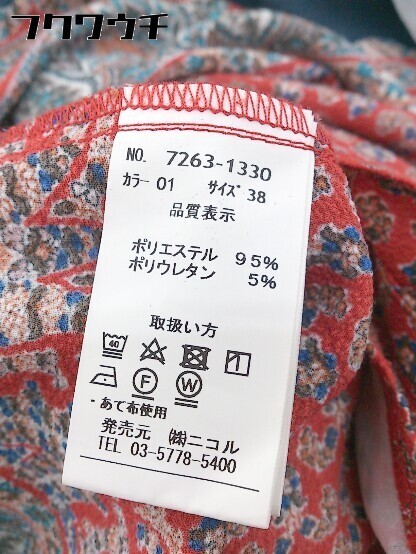 フクワウチ
NO. 7263-1330
カラー 01 サイズ 38
品質表示
ポリエステル 95%
ポリウレタン 5%
取扱い方
40
F W
・あて布使用
発売元 ㈱ニコル
TEL 03-5778-5400